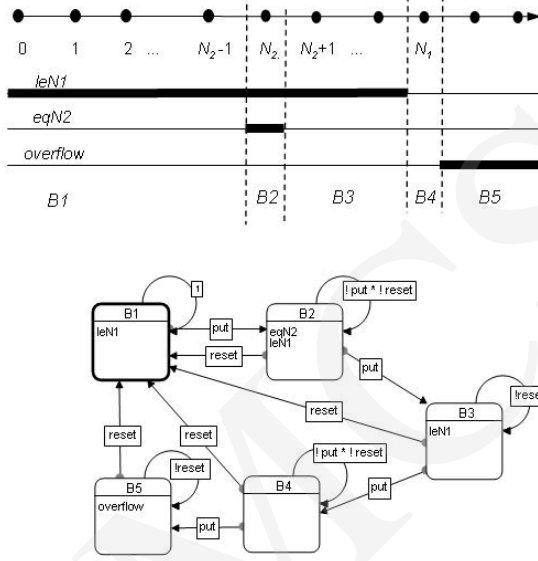 0 1 2 ... N₂-1 N₂ N₂+1 ... N₁
leN1
eqN2
overflow
B1 B2 B3 B4 B5
1
! put * ! reset
B1
B2
leN1
put
eqN2
leN1
reset
put
!reset
B3
reset
leN1
reset
reset
! put * ! reset
!reset
B5
B4
put
overflow
put